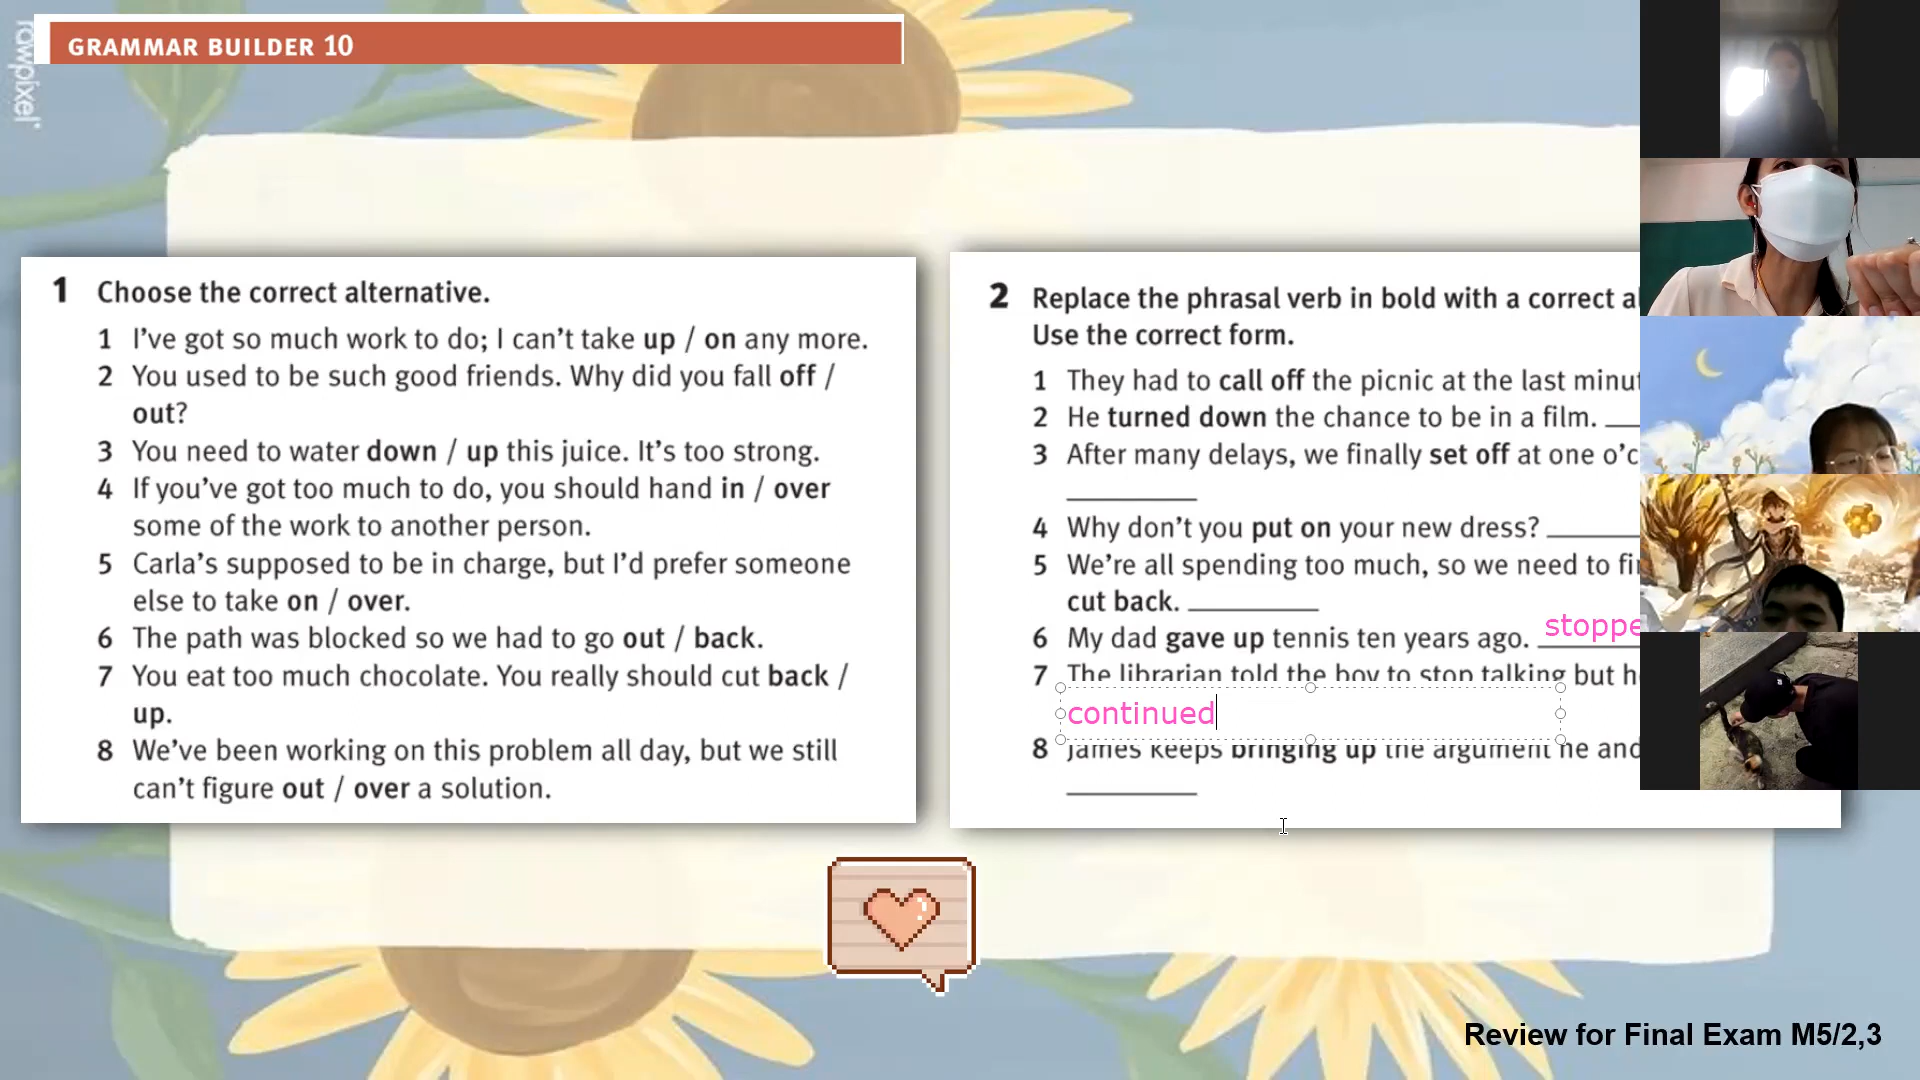 rawpixel
GRAMMAR BUILDER 10
1 Choose the correct alternative.
1 I've got so much work to do; I can't take up / on any more.
2 You used to be such good friends. Why did you fall off /
out?
3 You need to water down / up this juice. It's too strong.
4 If you've got too much to do, you should hand in / over
some of the work to another person.
5 Carla's supposed to be in charge, but I'd prefer someone
else to take on / over.
6 The path was blocked so we had to go out / back.
7 You eat too much chocolate. You really should cut back /
up.
8 We've been working on this problem all day, but we still
can't figure out / over a solution.
2 Replace the phrasal verb in bold with a correct
Use the correct form.
1 They had to call off the picnic at the last
2 He turned down the chance to be in a film.
3 After many delays, we finally set off at one
4 Why don't you put on your new dress?
5 We're all spending too much, so we need to
cut back.
6 My dad gave up tennis ten years ago.
7 The librarian told the boy to stop talking but
continued
8 James keeps bringing up the argument he and
Review for Final Exam M5/2,3